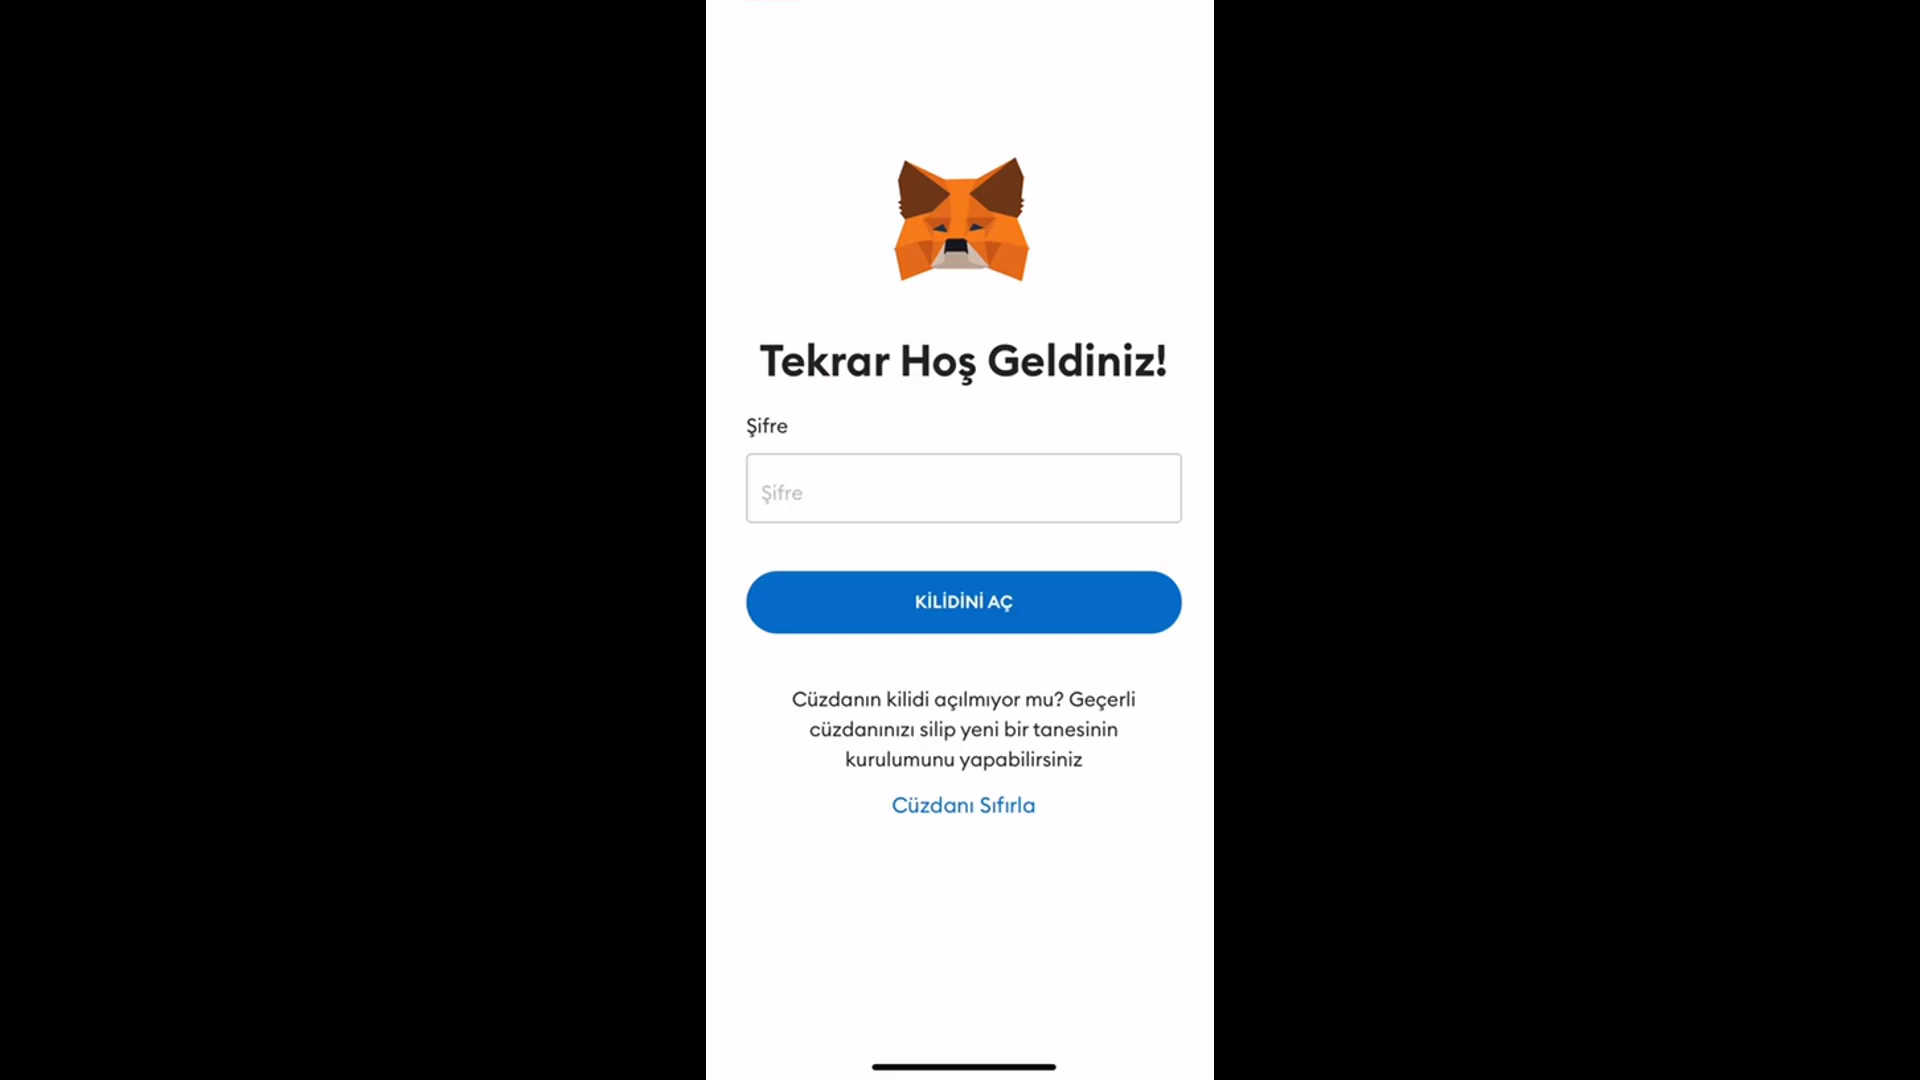 Tekrar Hoş Geldiniz!
Şifre
Şifre
KİLİDİNİ AÇ
Cüzdanın kilidi açılmıyor mu? Geçerli
cüzdanınızı silip yeni bir tanesinin
kurulumunu yapabilirsiniz
Cüzdanı Sıfırla